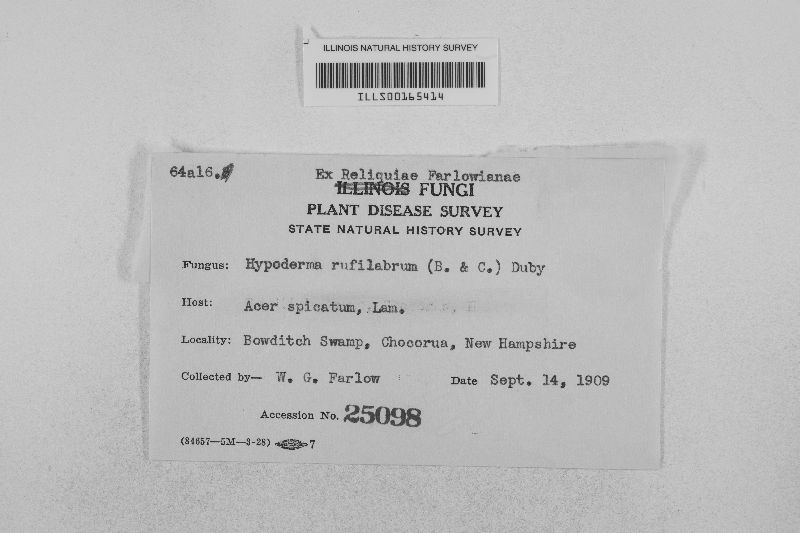 ILLINOIS NATURAL HISTORY SURVEY
ILLS00165414
64a16.
Ex Reliquiae Farlowianae
ILLINOIS FUNGI
PLANT DISEASE SURVEY
STATE NATURAL HISTORY SURVEY
Fungus: Hypoderma rufilabrum (B. & C.) Duby
Host: Acer spicatum, Lam.
Locality: Bowditch Swamp, Chocorua, New Hampshire
Collected by— W. G. Farlow Date Sept. 14, 1909
Accession No. 25098
(84657—5M—3-28) 7